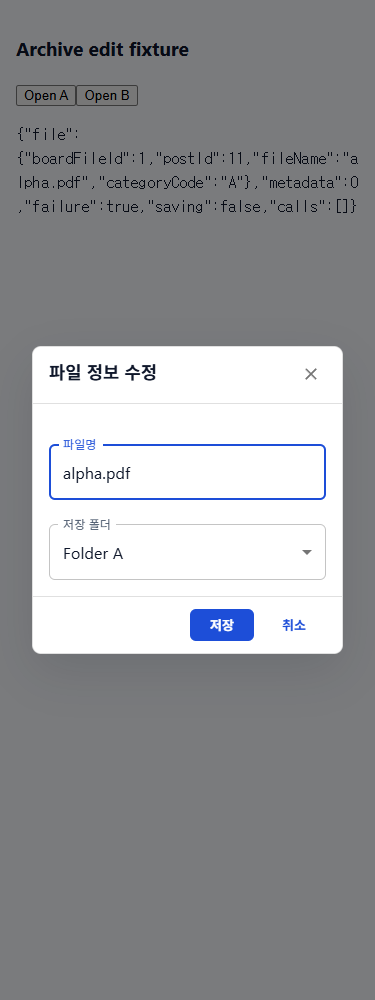 Archive edit fixture
Open A Open B
{"file":
{"boardFileId":1,"postId":11,"fileName":"a
lpha.pdf","categoryCode":"A"},"metadata":0
,"failure":true,"saving":false,"calls":[]}
파일 정보 수정
파일명
alpha.pdf
저장 폴더
Folder A
저장 취소